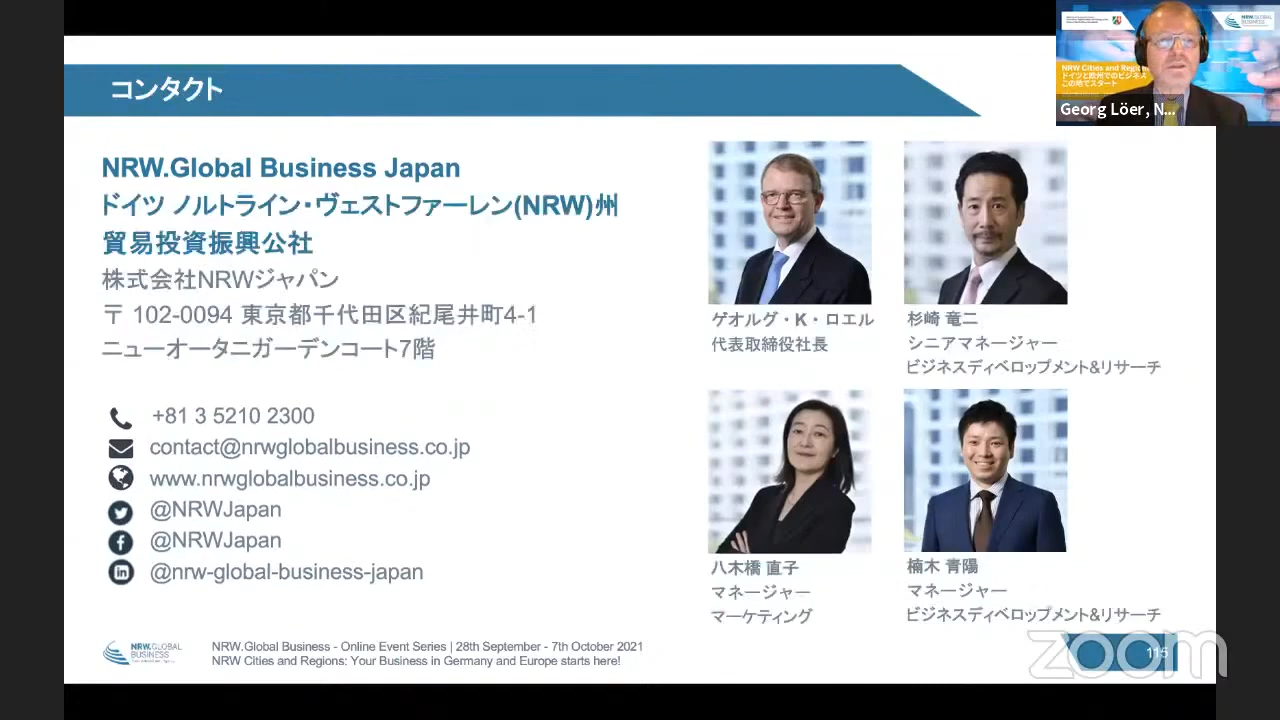 コンタクト
NRW.Global Business Japan
ドイツ ノルトライン・ヴェストファーレン(NRW)州
貿易投資振興公社
株式会社NRWジャパン
〒 102-0094 東京都千代田区紀尾井町4-1
ニューオータニガーデンコート7階
+81 3 5210 2300
contact@nrwglobalbusiness.co.jp
www.nrwglobalbusiness.co.jp
@NRWJapan
@NRWJapan
@nrw-global-business-japan
ゲオルグ・K・ロエル
代表取締役社長
杉崎 竜二
シニアマネージャー
ビジネスディベロップメント&リサーチ
八木橋 直子
マネージャー
マーケティング
楠木 青陽
マネージャー
ビジネスディベロップメント&リサーチ
NRW.GLOBAL
BUSINESS
NRW.Global Business - Online Event Series | 28th September - 7th October 2021
NRW Cities and Regions: Your Business in Germany and Europe starts here!
115
zoom
NRW.GLOBAL
BUSINESS
NRW Cities and Region
ドイツと欧州でのビジネス
この地でスタート
Georg Löer, N...